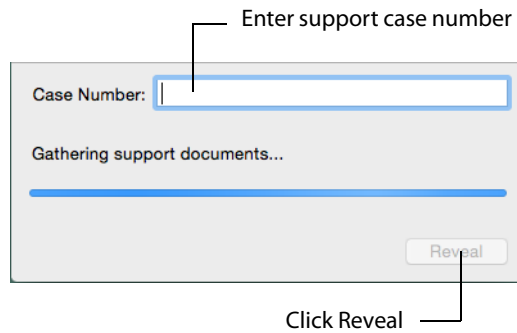 Enter support case number
Case Number:
Gathering support documents...
Reveal
Click Reveal